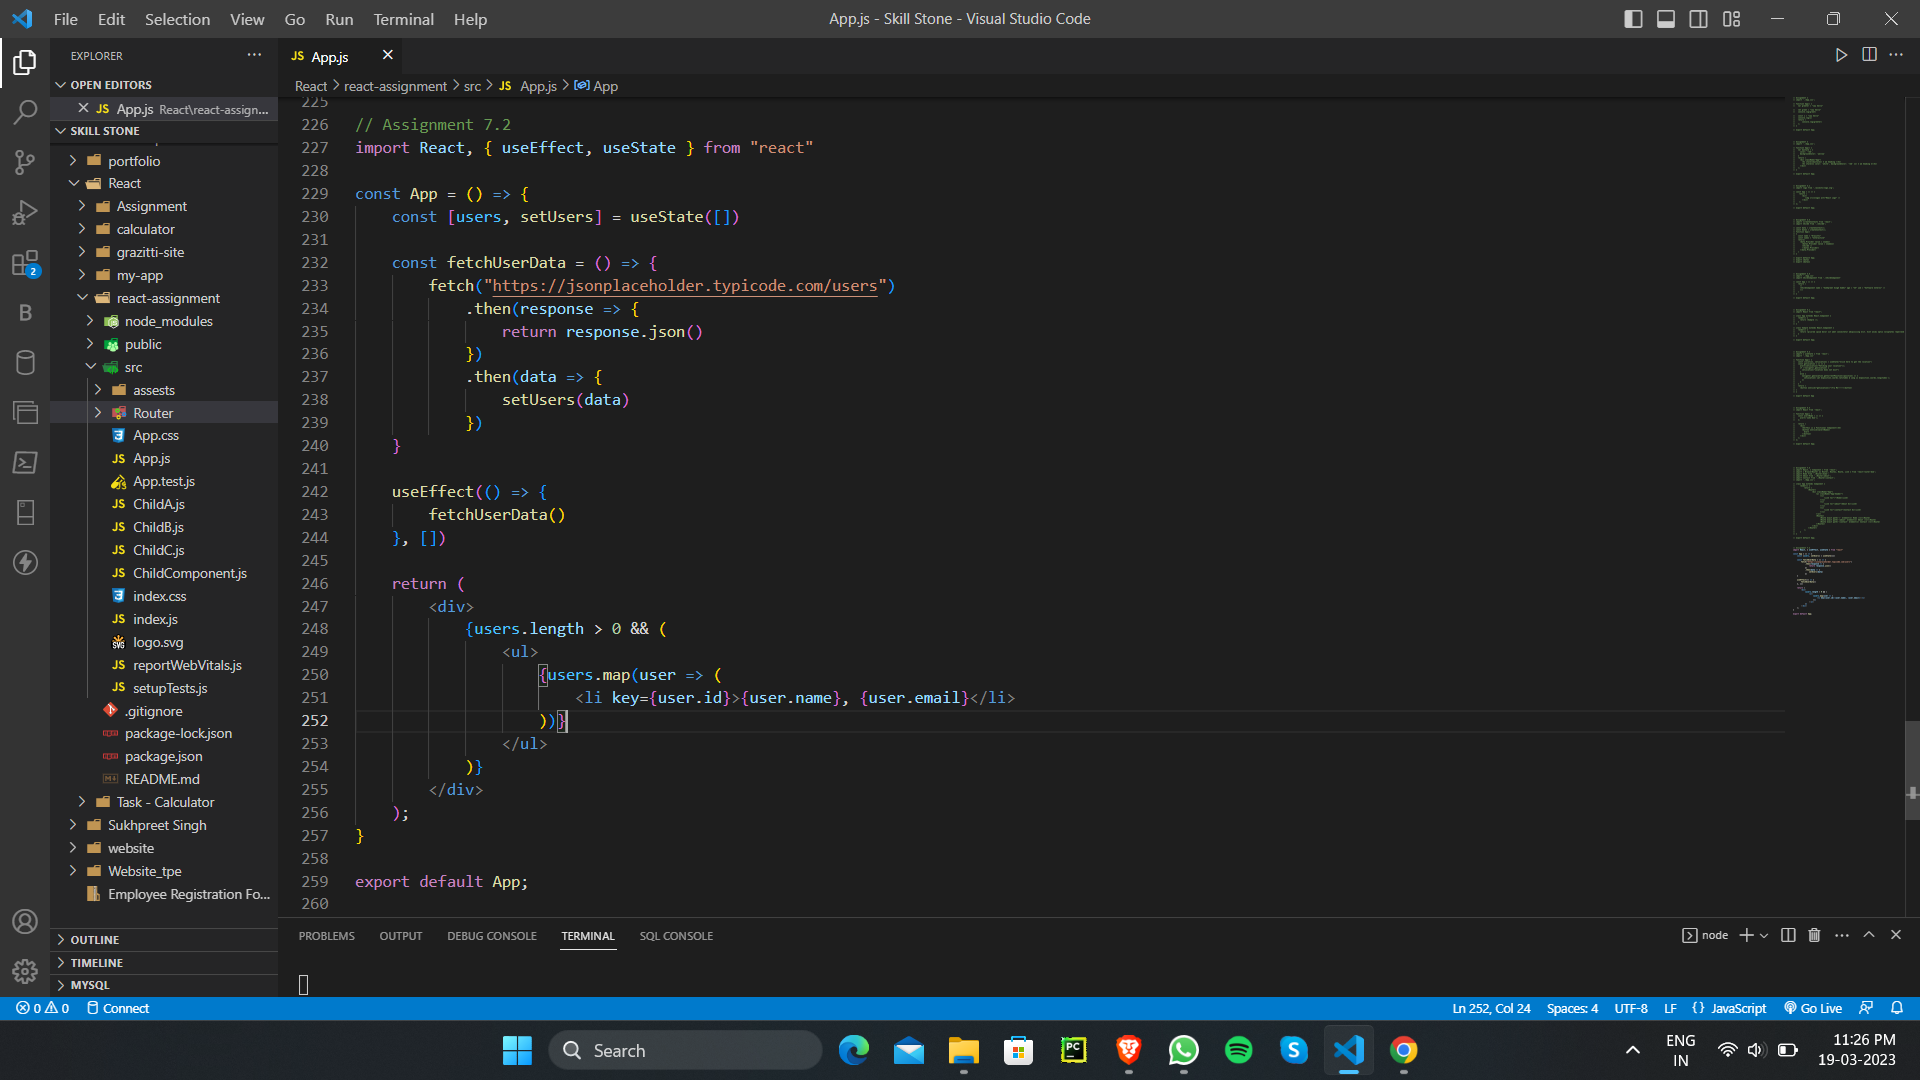 File Edit Selection View Go Run Terminal Help
App.js - Skill Stone - Visual Studio Code
EXPLORER
OPEN EDITORS
JS App.js React\react-assign...
SKILL STONE
portfolio
React
Assignment
calculator
grazitti-site
my-app
react-assignment
node_modules
public
src
assests
Router
App.css
JS App.js
App.test.js
JS ChildA.js
JS ChildB.js
JS ChildC.js
JS ChildComponent.js
index.css
JS index.js
logo.svg
JS reportWebVitals.js
JS setupTests.js
.gitignore
package-lock.json
package.json
README.md
Task - Calculator
Sukhpreet Singh
website
Website_tpe
Employee Registration Fo...
OUTLINE
TIMELINE
MYSQL
2
B
JS App.js
React > react-assignment > src > JS App.js > App
225
226 // Assignment 7.2
227 import React, { useEffect, useState } from "react"
228
229 const App = () => {
230 const [users, setUsers] = useState([])
231
232 const fetchUserData = () => {
233 fetch("https://jsonplaceholder.typicode.com/users")
234 .then(response => {
235 return response.json()
236 })
237 .then(data => {
238 setUsers(data)
239 })
240 }
241
242 useEffect(() => {
243 fetchUserData()
244 }, [])
245
246 return (
247 <div>
248 {users.length > 0 && (
249 <ul>
250 {users.map(user => (
251 <li key={user.id}>{user.name}, {user.email}</li>
252 ))}
253 </ul>
254 )}
255 </div>
256 );
257 }
258
259 export default App;
260
PROBLEMS OUTPUT DEBUG CONSOLE TERMINAL SQL CONSOLE
node
0 0 Connect
Ln 252, Col 24 Spaces: 4 UTF-8 LF {} JavaScript Go Live
Search
PC
S
ENG
IN
11:26 PM
19-03-2023